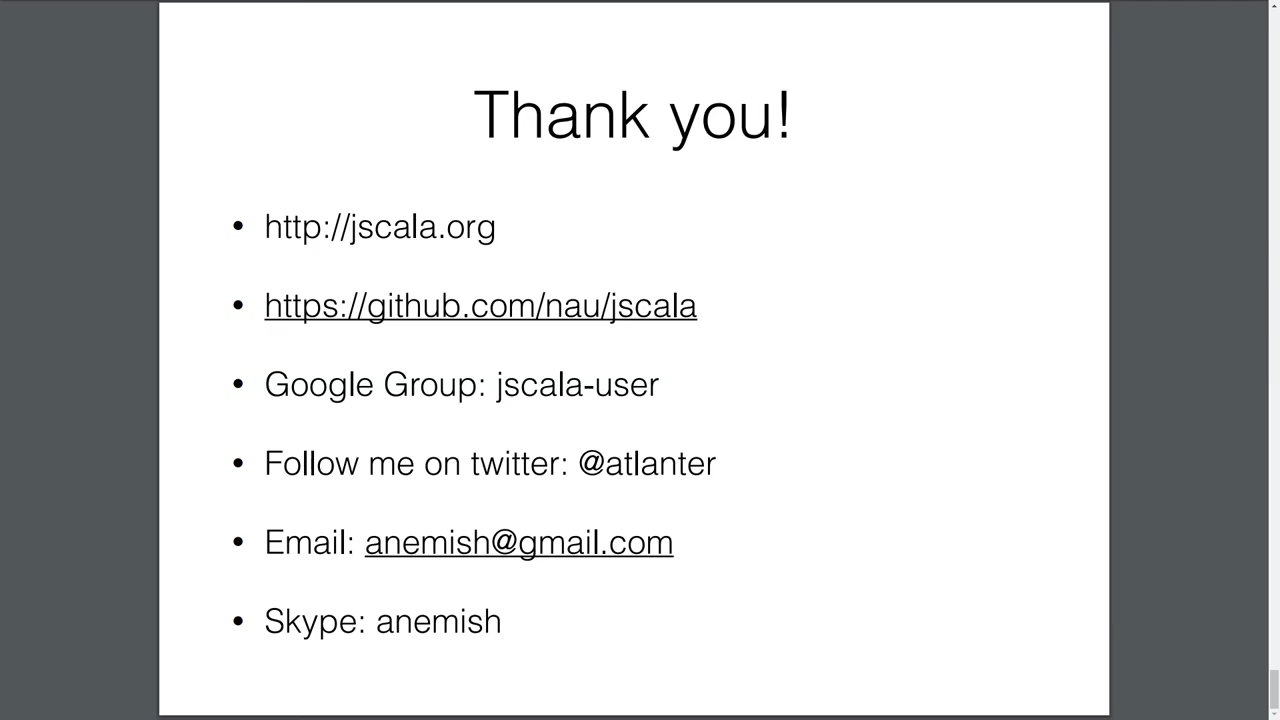 Thank you!
• http://jscala.org
• https://github.com/nau/jscala
• Google Group: jscala-user
• Follow me on twitter: @atlanter
• Email: anemish@gmail.com
• Skype: anemish